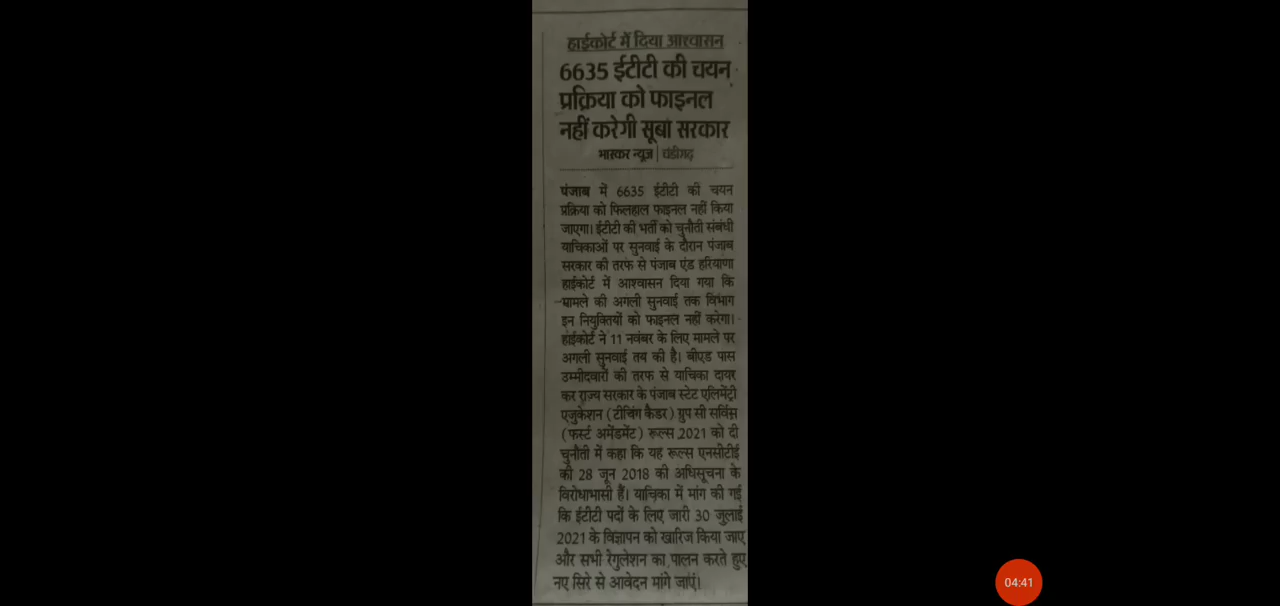 हाईकोर्ट में दिया आश्वासन
6635 ईटीटी की चयन
प्रक्रिया को फाइनल
नहीं करेगी सूबा सरकार
भास्कर न्यूज | चंडीगढ़
पंजाब में 6635 ईटीटी की चयन
प्रक्रिया को फिलहाल फाइनल नहीं किया
जाएगा। ईटीटी की भर्ती को चुनौती संबंधी
याचिकाओं पर सुनवाई के दौरान पंजाब
सरकार की तरफ से पंजाब एंड हरियाणा
हाईकोर्ट में आश्वासन दिया गया कि
मामले की अगली सुनवाई तक विभाग
इन नियुक्तियों को फाइनल नहीं करेगा।
हाईकोर्ट ने 11 नवंबर के लिए मामले पर
अगली सुनवाई तय की है। बीएड पास
उम्मीदवारों की तरफ से याचिका दायर
कर राज्य सरकार के पंजाब स्टेट एलिमेंट्री
एजुकेशन (टीचिंग कैडर) ग्रुप सी सर्विस
(फर्स्ट अमेंडमेंट) रूल्स 2021 को दी
चुनौती में कहा कि यह रूल्स एनसीटीई
की 28 जून 2018 की अधिसूचना के
विरोधाभासी हैं। याचिका में मांग की गई
कि ईटीटी पदों के लिए जारी 30 जुलाई
2021 के विज्ञापन को खारिज किया जाए
और सभी रेगुलेशन का पालन करते हुए
नए सिरे से आवेदन मांगे जाएं।
04:41